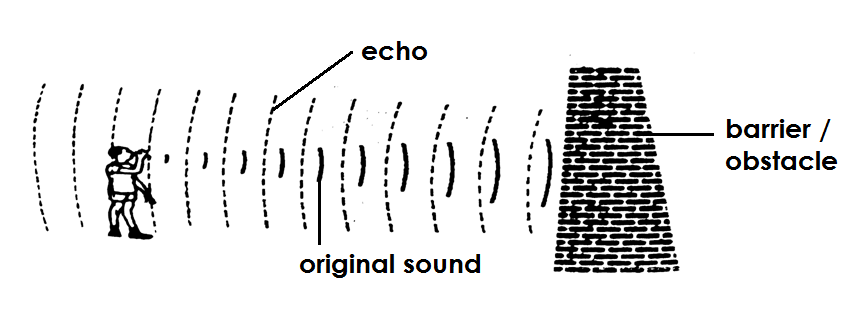 echo
barrier /
obstacle
original sound